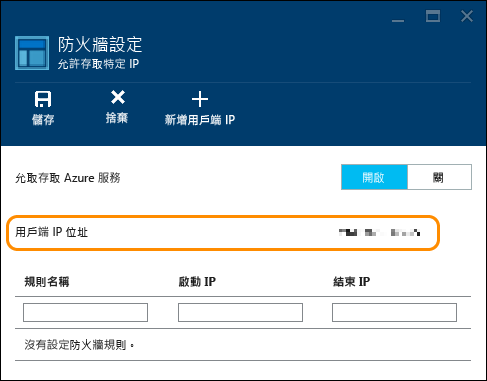 防火牆設定
允許存取特定 IP
儲存
捨棄
新增用戶端 IP
允取存取 Azure 服務
開啟
關
用戶端 IP 位址
規則名稱
啟動 IP
結束 IP
沒有設定防火牆規則。